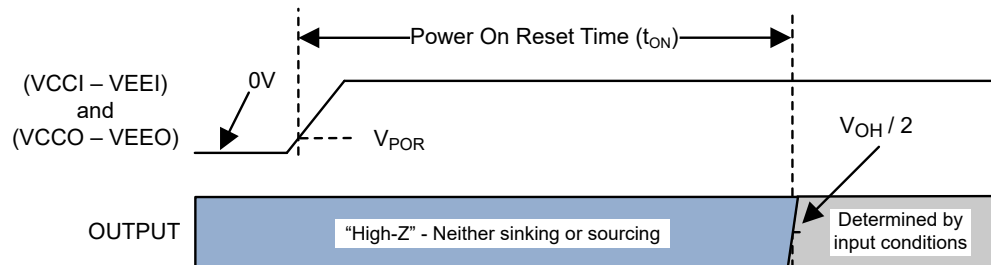 Power On Reset Time (tON)
(VCCI – VEEI)
and
(VCCO – VEEO)
0V
VPOR
VOH / 2
OUTPUT
“High-Z” - Neither sinking or sourcing
Determined by
input conditions